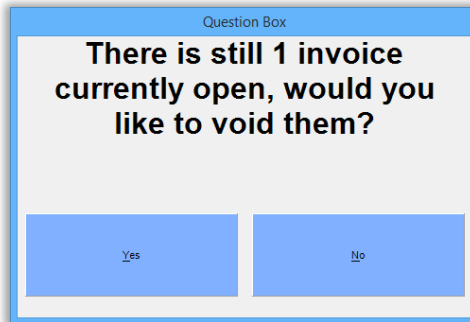 Question Box
There is still 1 invoice
currently open, would you
like to void them?
Yes
No